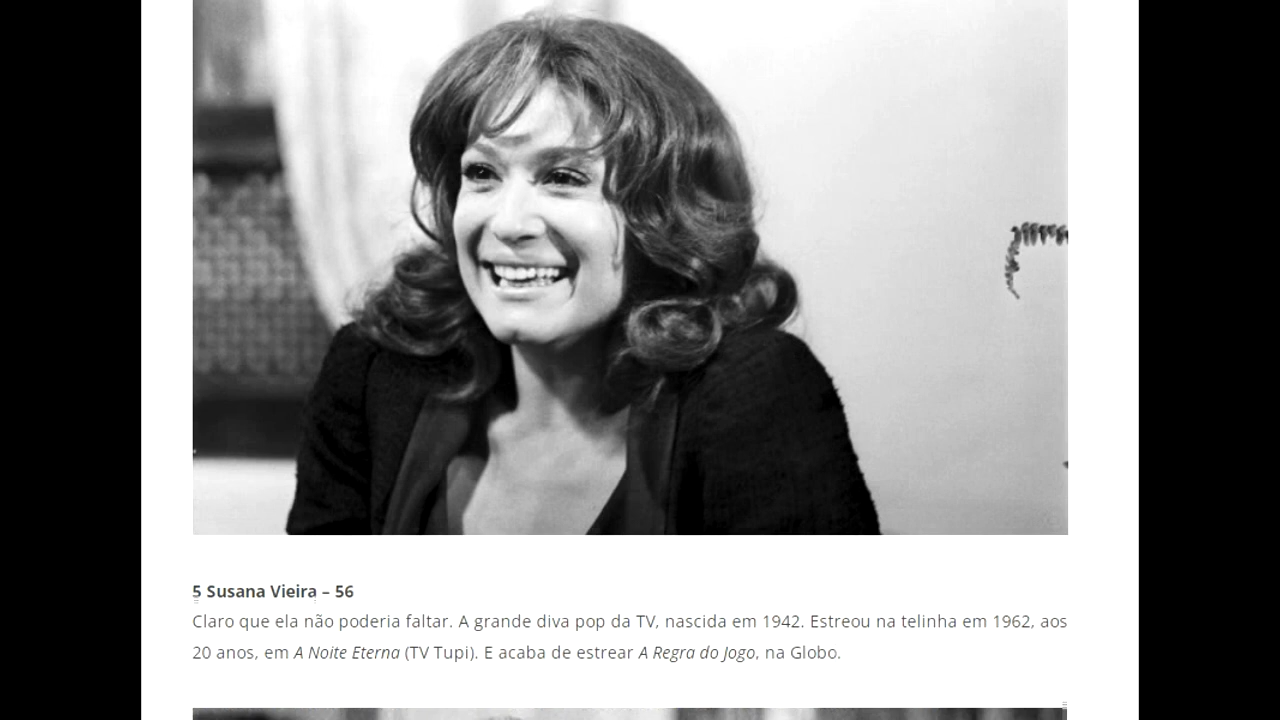 5 Susana Vieira – 56
Claro que ela não poderia faltar. A grande diva pop da TV, nascida em 1942. Estreou na telinha em 1962, aos
20 anos, em A Noite Eterna (TV Tupi). E acaba de estrear A Regra do Jogo, na Globo.